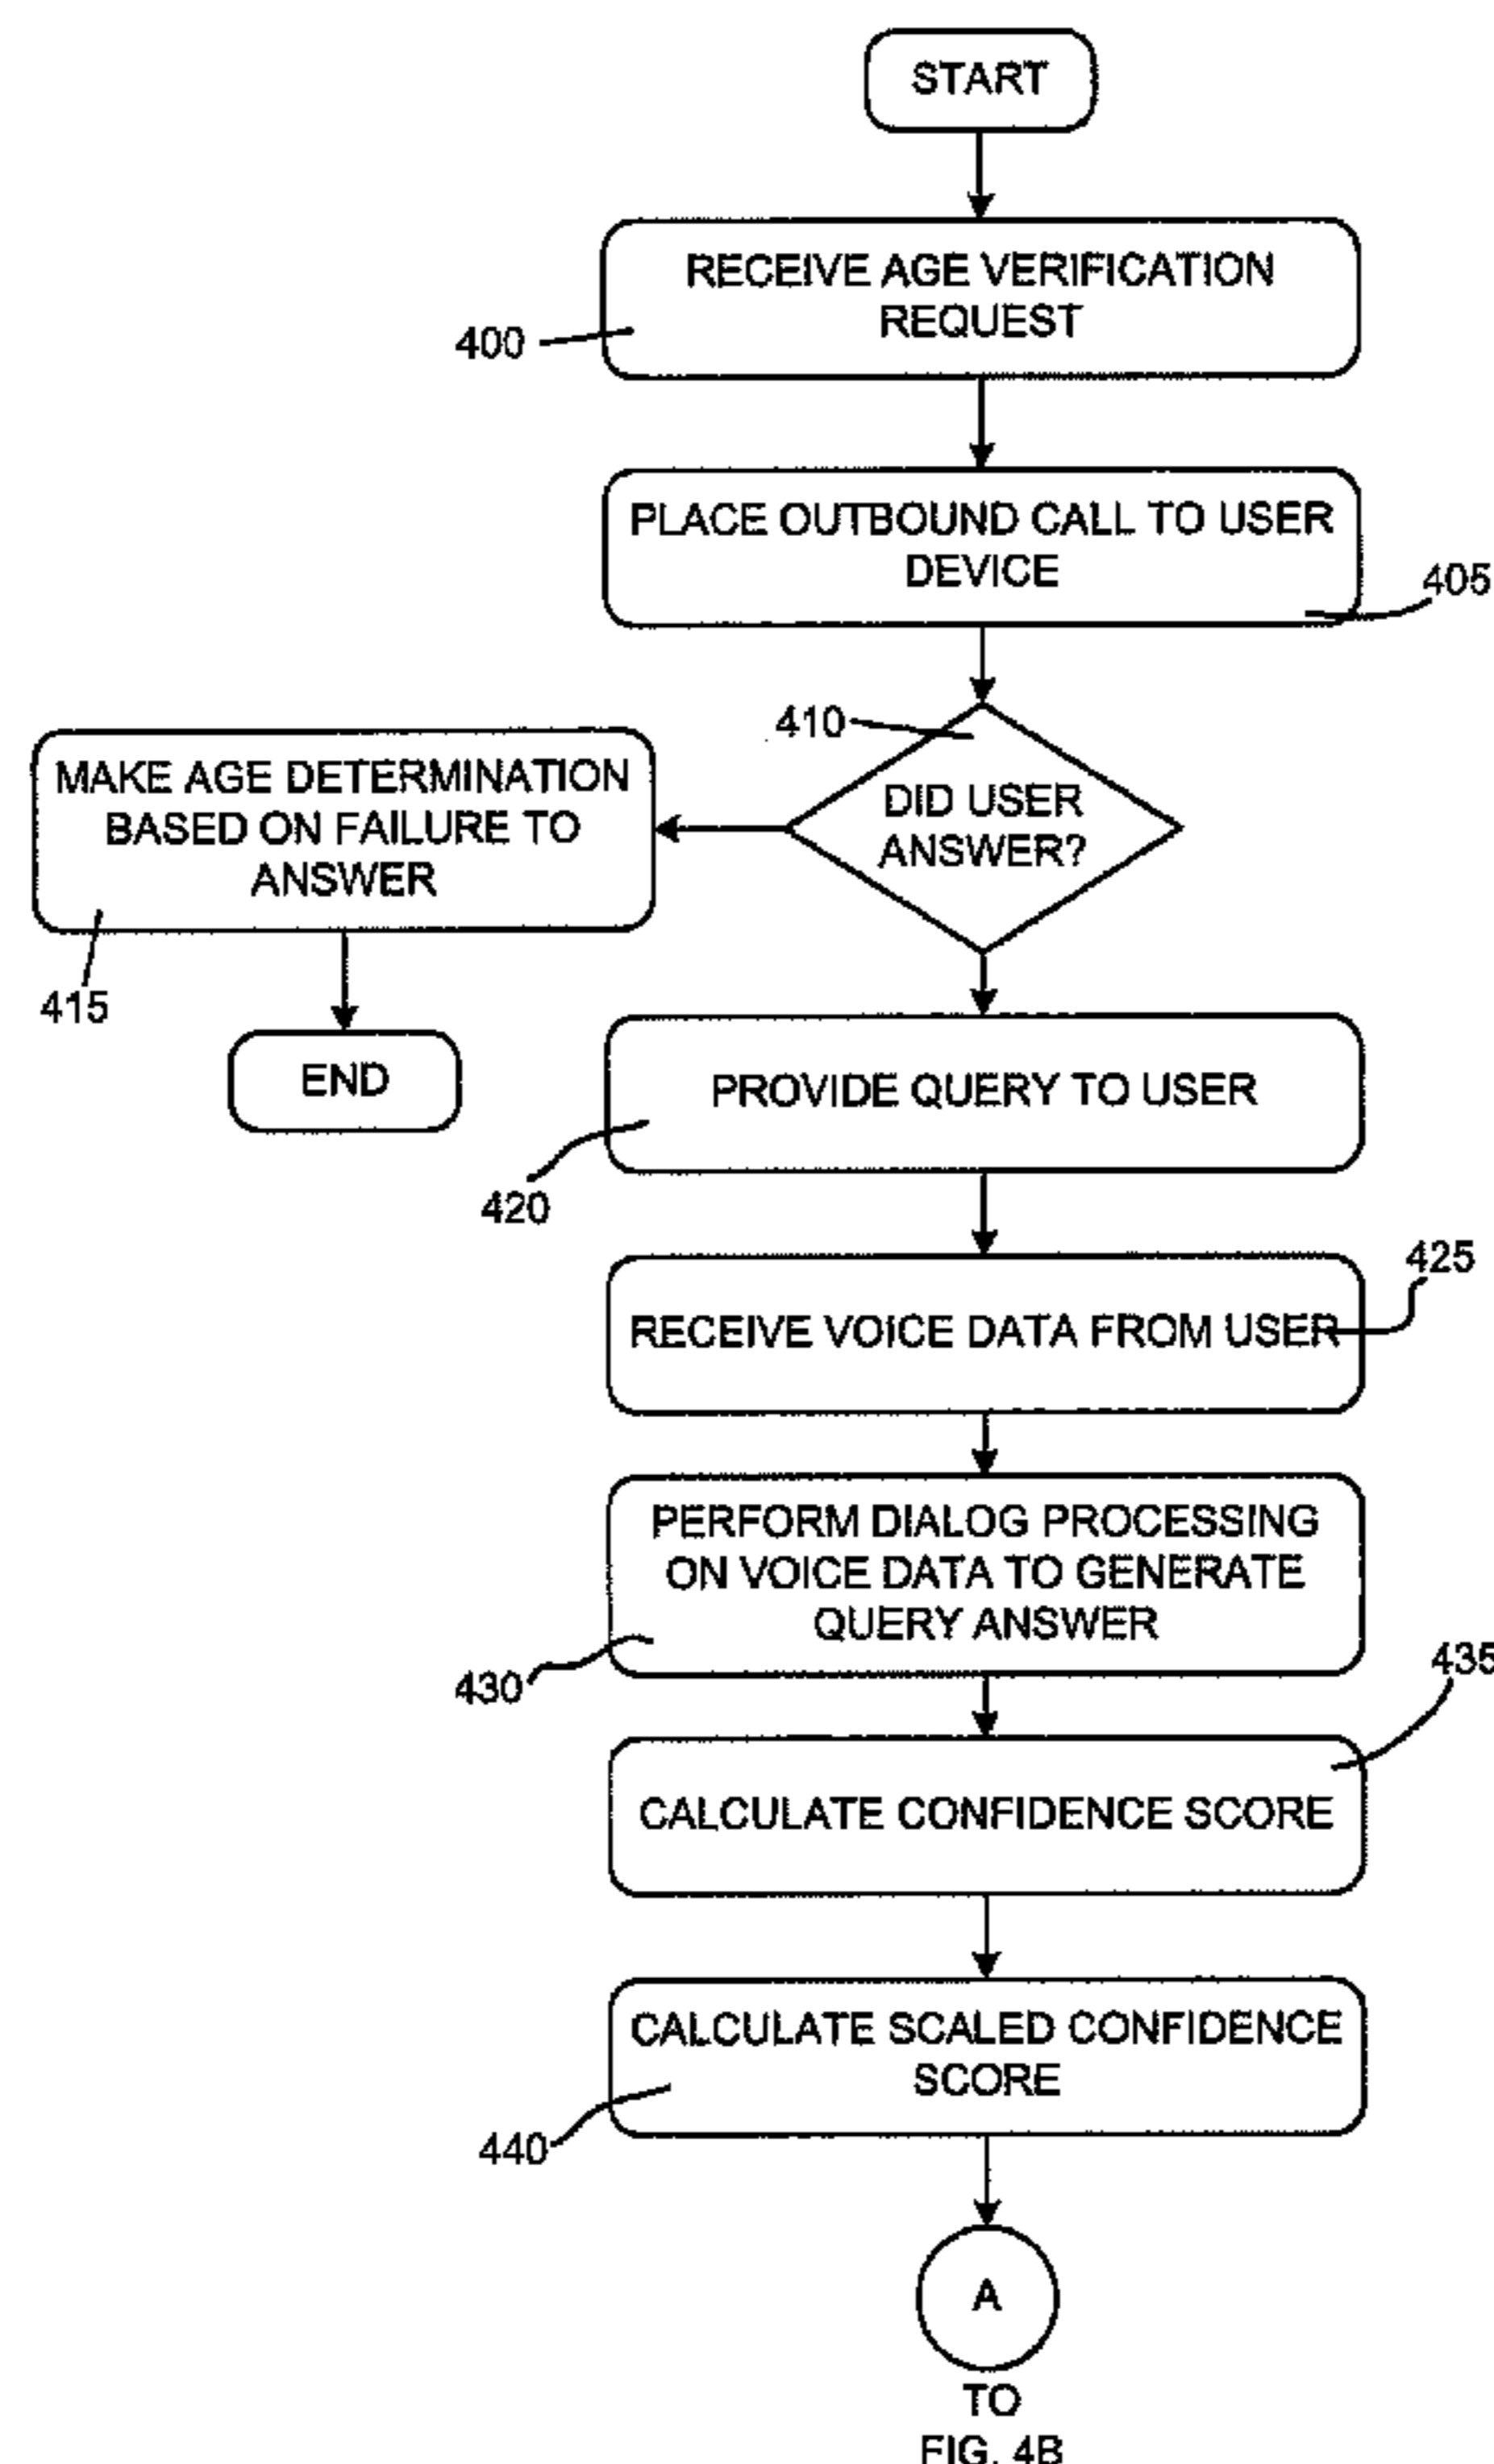 START
RECEIVE AGE VERIFICATION
REQUEST
400
PLACE OUTBOUND CALL TO USER
DEVICE
405
410
DID USER
ANSWER?
MAKE AGE DETERMINATION
BASED ON FAILURE TO
ANSWER
415
END
PROVIDE QUERY TO USER
420
RECEIVE VOICE DATA FROM USER
425
PERFORM DIALOG PROCESSING
ON VOICE DATA TO GENERATE
QUERY ANSWER
430
435
CALCULATE CONFIDENCE SCORE
CALCULATE SCALED CONFIDENCE
SCORE
440
A
TO
FIG. 4B